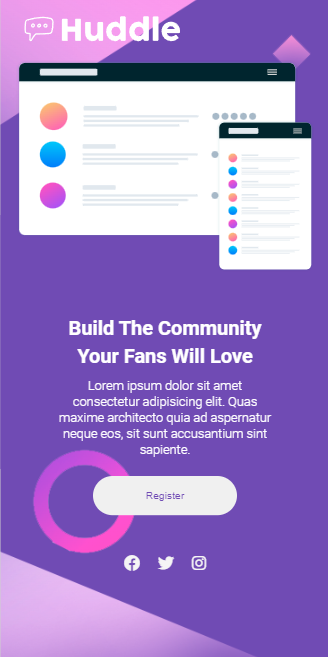 Huddle
Build The Community
Your Fans Will Love
Lorem ipsum dolor sit amet
consectetur adipisicing elit. Quas
maxime architecto quia ad aspernatur
neque eos, sit sunt accusantium sint
sapiente.
Register